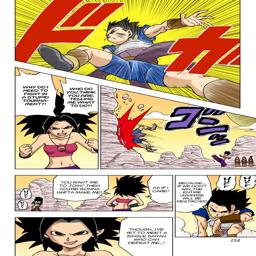 ドガ
WHO DO
YOU THINK
YOU ARE,
TELLING ME
WHAT TO
DO?!
WHY DO I
NEED TO
FIGHT IN
A STUPID
TOURNA-
MENT?!
BECAUSE,
IF WE DON'T
WIN, THE
ENTIRE
UNIVERSE
WILL BE
DESTROYED!
AS IF I
CARE!
YOU WANT
ME TO
JOIN? THEN
YOU'RE GONNA
HAFTA MAKE
ME!
THOUGH... I'VE
YET TO MEET A
SINGLE SAIYAN
WHO CAN
DEFEAT ME!
154